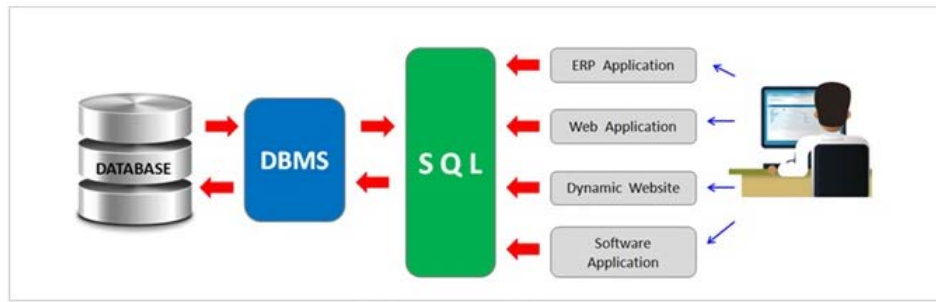 DATABASE
DBMS
SQL
ERP Application
Web Application
Dynamic Website
Software
Application